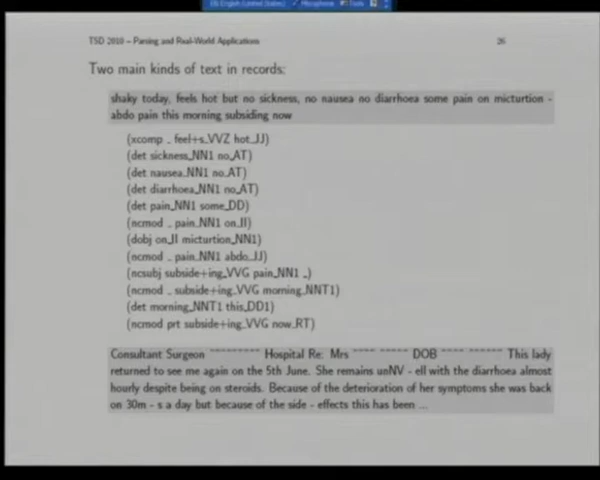 EN English (United States) Microphone Tools
TSD 2010 – Parsing and Real-World Applications 26
Two main kinds of text in records:
shaky today, feels hot but no sickness, no nausea no diarrhoea some pain on micturtion -
abdo pain this morning subsiding now
(xcomp _ feel+s_VVZ hot_JJ)
(det sickness_NN1 no_AT)
(det nausea_NN1 no_AT)
(det diarrhoea_NN1 no_AT)
(det pain_NN1 some_DD)
(ncmod _ pain_NN1 on_II)
(dobj on_II micturtion_NN1)
(ncmod _ pain_NN1 abdo_JJ)
(ncsubj subside+ing_VVG pain_NN1 _)
(ncmod _ subside+ing_VVG morning_NNT1)
(det morning_NNT1 this_DD1)
(ncmod prt subside+ing_VVG now_RT)
Consultant Surgeon --------- Hospital Re: Mrs ---- ----- DOB ---- ------ This lady
returned to see me again on the 5th June. She remains unNV - ell with the diarrhoea almost
hourly despite being on steroids. Because of the deterioration of her symptoms she was back
on 30m - s a day but because of the side - effects this has been ...